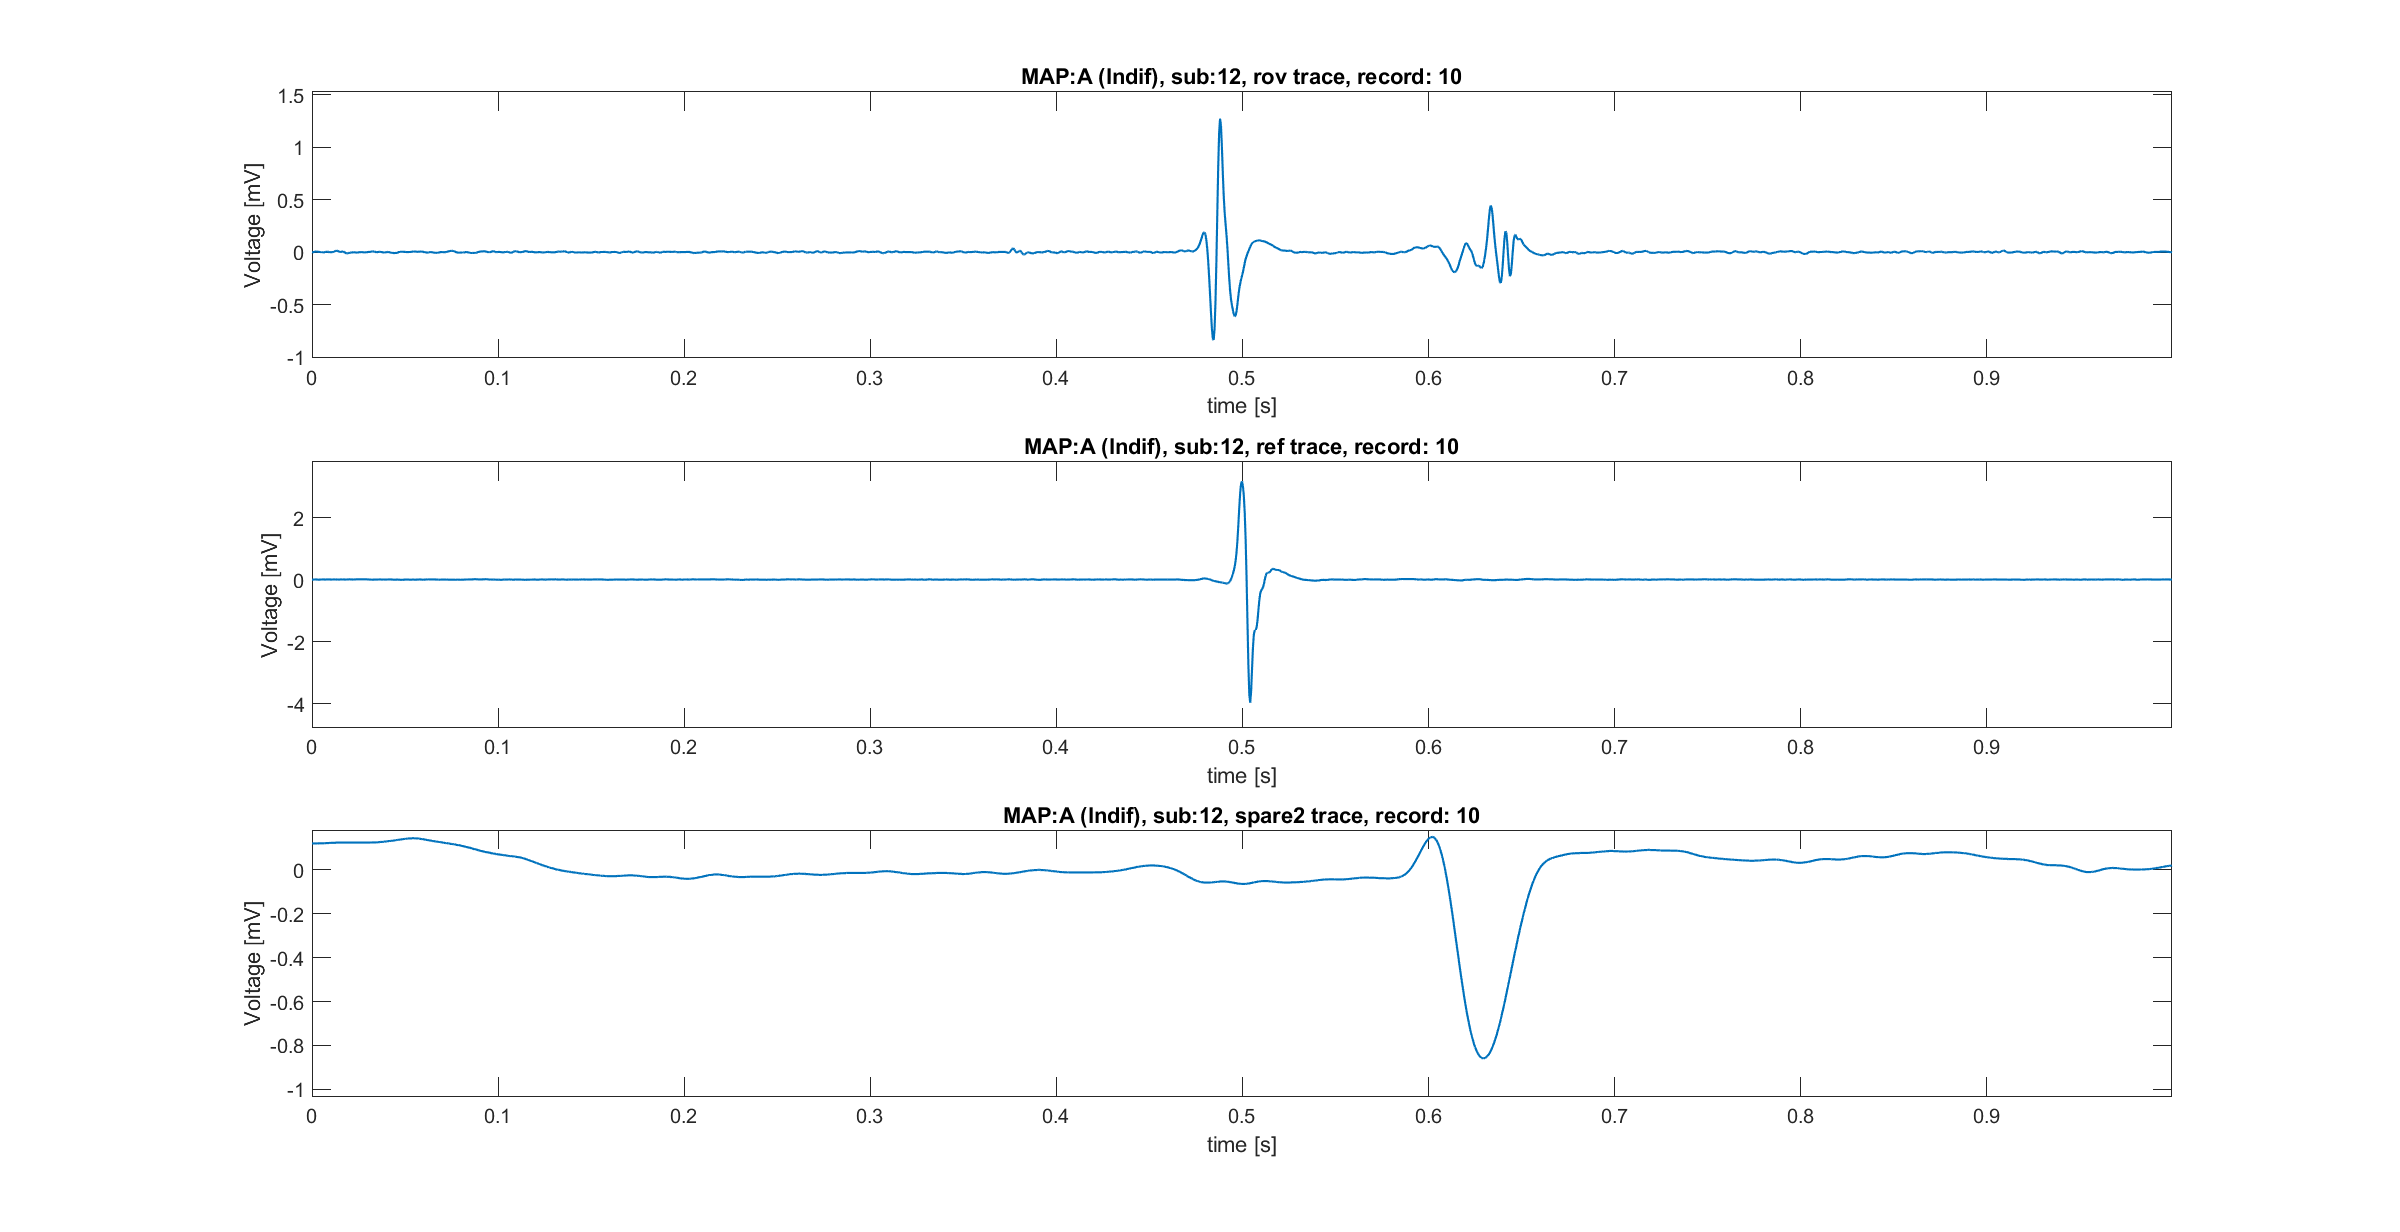 MAP:A (Indif), sub:12, rov trace, record: 10
Voltage [mV]
1.5
1
0.5
0
-0.5
-1
0 0.1 0.2 0.3 0.4 0.5 0.6 0.7 0.8 0.9
time [s]
MAP:A (Indif), sub:12, ref trace, record: 10
Voltage [mV]
2
0
-2
-4
0 0.1 0.2 0.3 0.4 0.5 0.6 0.7 0.8 0.9
time [s]
MAP:A (Indif), sub:12, spare2 trace, record: 10
Voltage [mV]
0
-0.2
-0.4
-0.6
-0.8
-1
0 0.1 0.2 0.3 0.4 0.5 0.6 0.7 0.8 0.9
time [s]